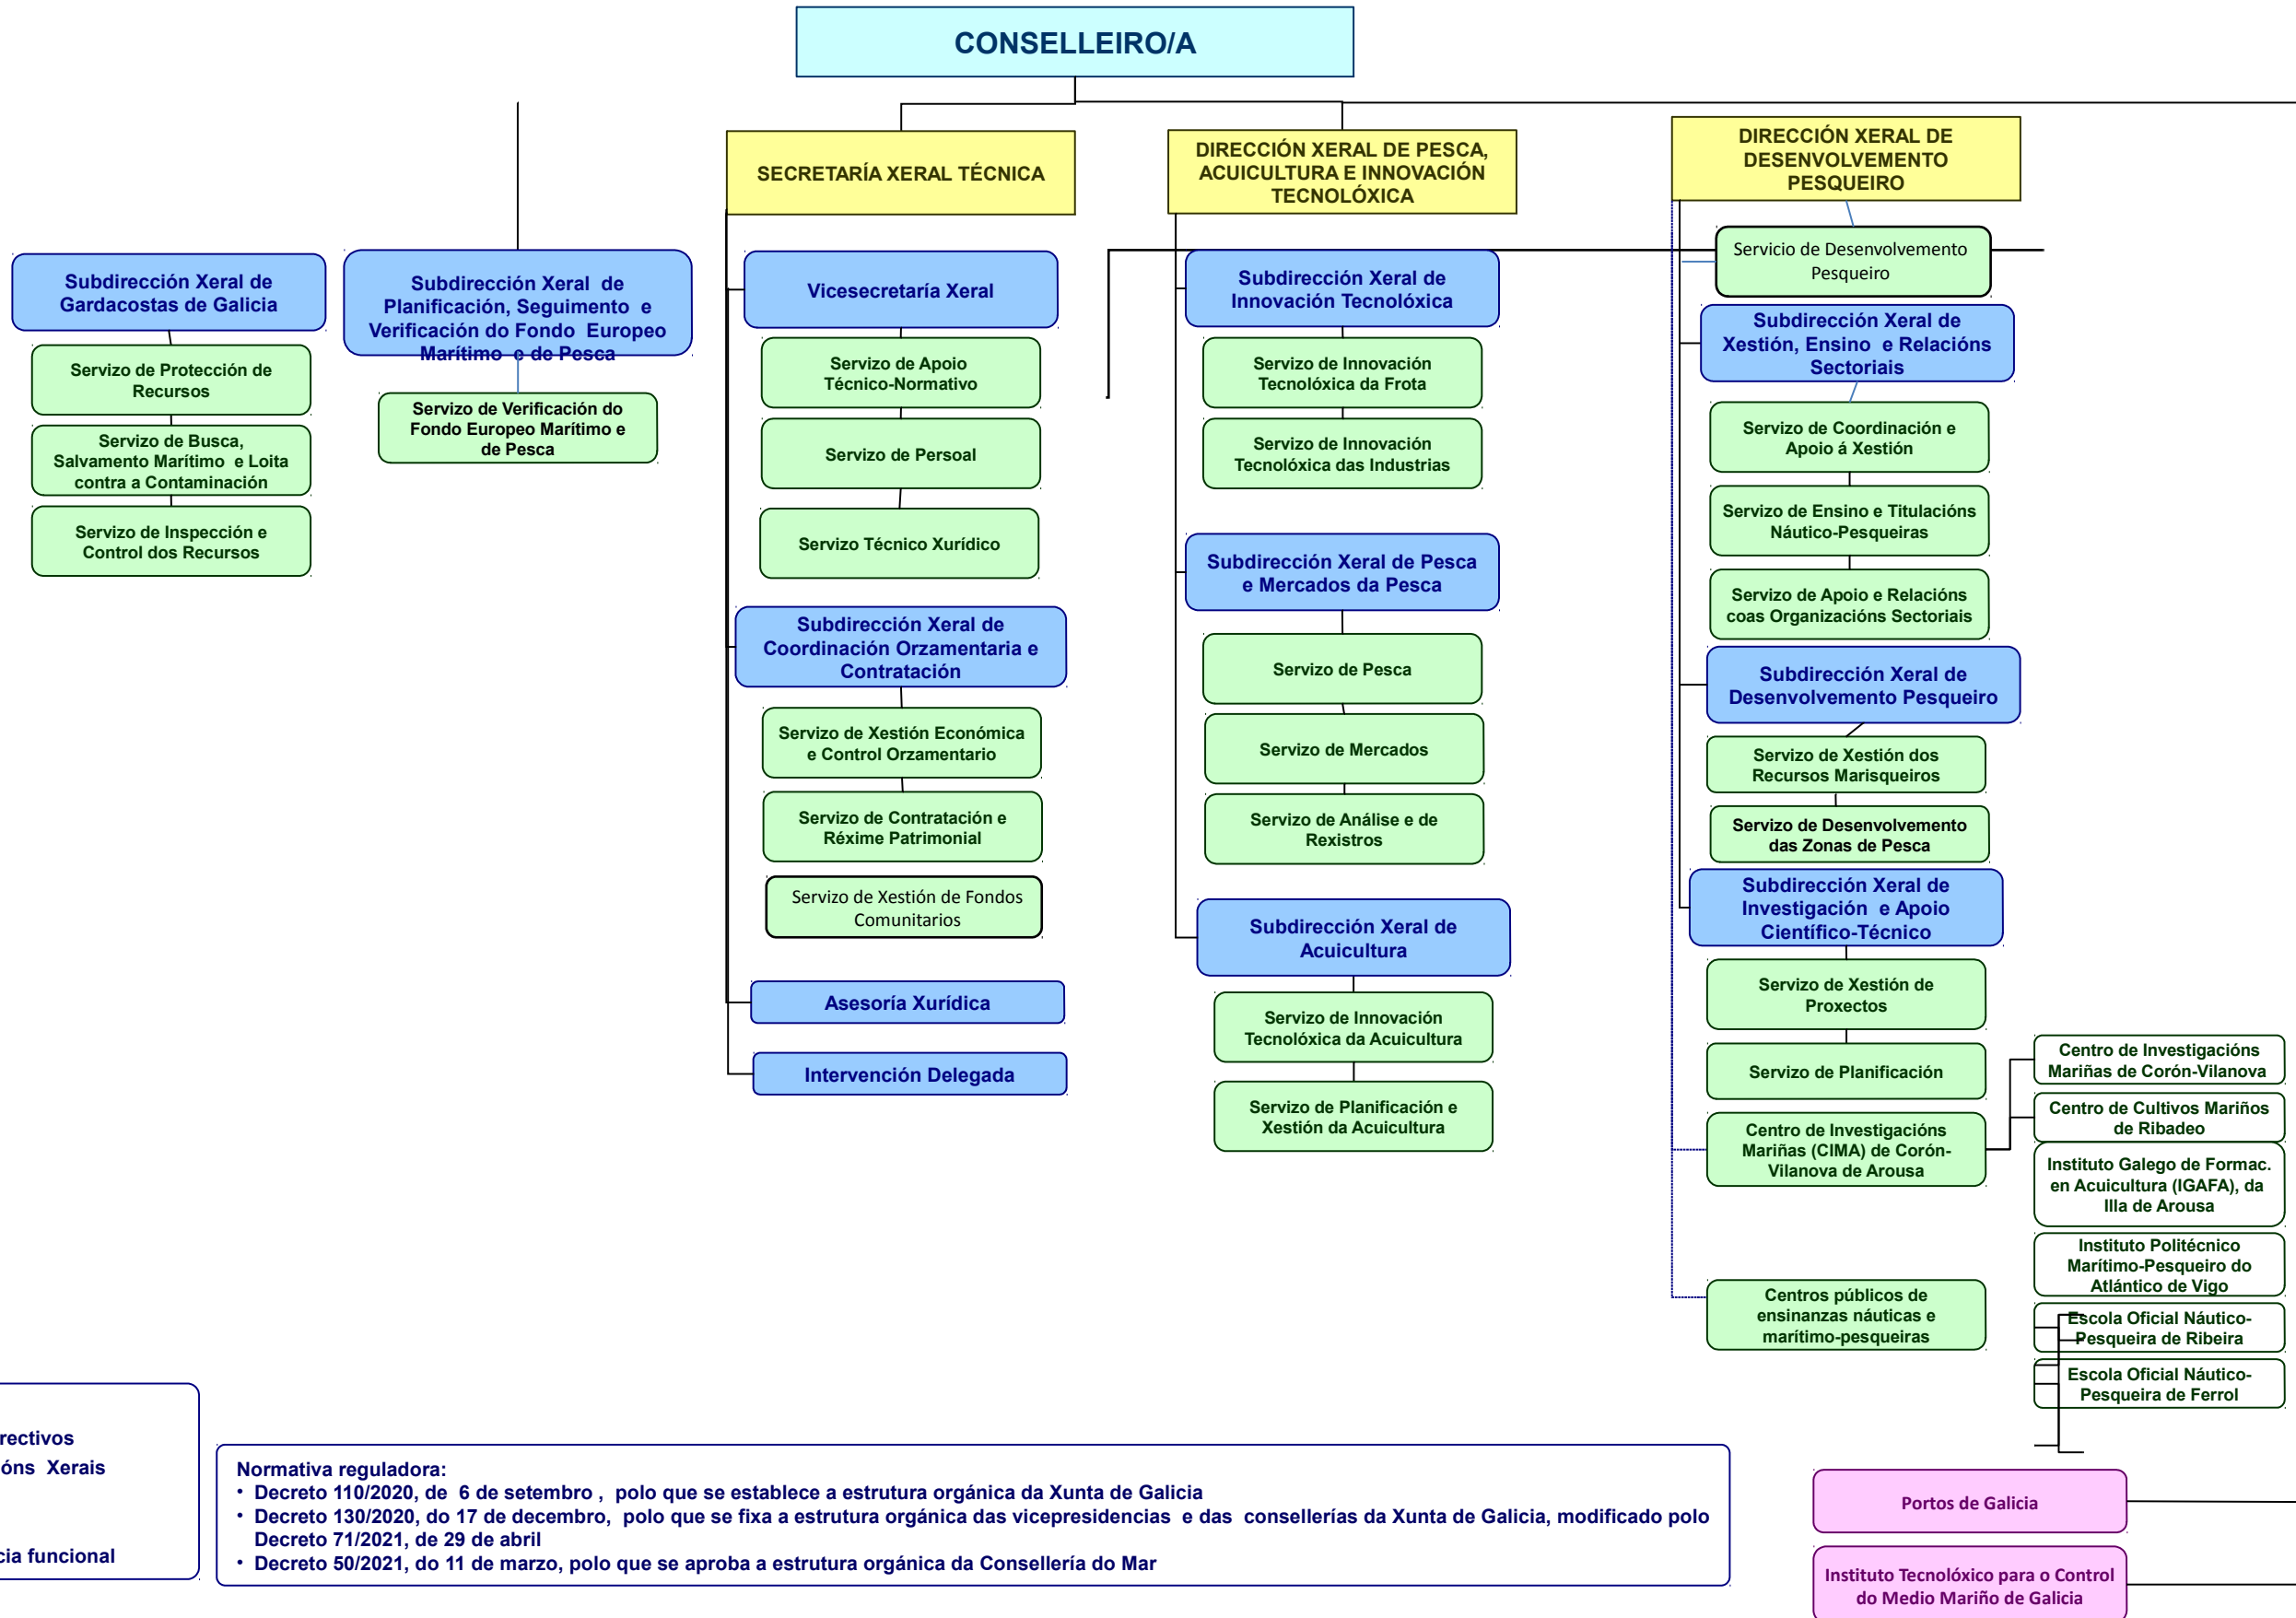 CONSELLEIRO/A
SECRETARÍA XERAL TÉCNICA
DIRECCIÓN XERAL DE PESCA,
ACUICULTURA E INNOVACIÓN
TECNOLÓXICA
DIRECCIÓN XERAL DE
DESENVOLVEMENTO
PESQUEIRO
Subdirección Xeral de
Gardacostas de Galicia
Servizo de Protección de
Recursos
Servizo de Busca,
Salvamento Marítimo e Loita
contra a Contaminación
Servizo de Inspección e
Control dos Recursos
Subdirección Xeral de
Planificación, Seguimento e
Verificación do Fondo Europeo
Marítimo e de Pesca
Servizo de Verificación do
Fondo Europeo Marítimo e
de Pesca
Vicesecretaría Xeral
Servizo de Apoio
Técnico-Normativo
Servizo de Persoal
Servizo Técnico Xurídico
Subdirección Xeral de
Coordinación Orzamentaria e
Contratación
Servizo de Xestión Económica
e Control Orzamentario
Servizo de Contratación e
Réxime Patrimonial
Servizo de Xestión de Fondos
Comunitarios
Asesoría Xurídica
Intervención Delegada
Subdirección Xeral de
Innovación Tecnolóxica
Servizo de Innovación
Tecnolóxica da Frota
Servizo de Innovación
Tecnolóxica das Industrias
Subdirección Xeral de Pesca
e Mercados da Pesca
Servizo de Pesca
Servizo de Mercados
Servizo de Análise e de
Rexistros
Subdirección Xeral de
Acuicultura
Servizo de Innovación
Tecnolóxica da Acuicultura
Servizo de Planificación e
Xestión da Acuicultura
Servicio de Desenvolvemento
Pesqueiro
Subdirección Xeral de
Xestión, Ensino e Relacións
Sectoriais
Servizo de Coordinación e
Apoio á Xestión
Servizo de Ensino e Titulacións
Náutico-Pesqueiras
Servizo de Apoio e Relacións
coas Organizacións Sectoriais
Subdirección Xeral de
Desenvolvemento Pesqueiro
Servizo de Xestión dos
Recursos Marisqueiros
Servizo de Desenvolvemento
das Zonas de Pesca
Subdirección Xeral de
Investigación e Apoio
Científico-Técnico
Servizo de Xestión de
Proxectos
Servizo de Planificación
Centro de Investigacións
Mariñas (CIMA) de Corón-
Vilanova de Arousa
Centros públicos de
ensinanzas náuticas e
marítimo-pesqueiras
Centro de Investigacións
Mariñas de Corón-Vilanova
Centro de Cultivos Mariños
de Ribadeo
Instituto Galego de Formac.
en Acuicultura (IGAFA), da
Illa de Arousa
Instituto Politécnico
Marítimo-Pesqueiro do
Atlántico de Vigo
Escola Oficial Náutico-
Pesqueira de Ribeira
Escola Oficial Náutico-
Pesqueira de Ferrol
rectivos
óns Xerais
cia funcional
Normativa reguladora:
• Decreto 110/2020, de 6 de setembro , polo que se establece a estrutura orgánica da Xunta de Galicia
• Decreto 130/2020, do 17 de decembro, polo que se fixa a estrutura orgánica das vicepresidencias e das consellerías da Xunta de Galicia, modificado polo
Decreto 71/2021, de 29 de abril
• Decreto 50/2021, do 11 de marzo, polo que se aproba a estrutura orgánica da Consellería do Mar
Portos de Galicia
Instituto Tecnolóxico para o Control
do Medio Mariño de Galicia